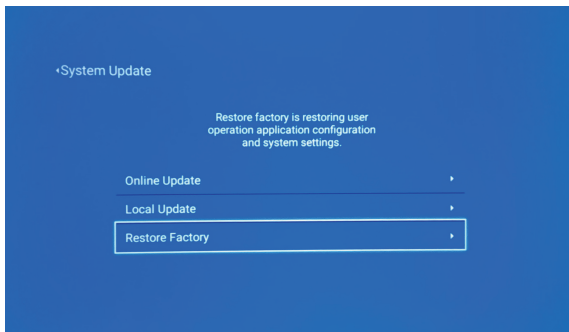 System Update
Restore factory is restoring user
operation application configuration
and system settings.
Online Update
Local Update
Restore Factory